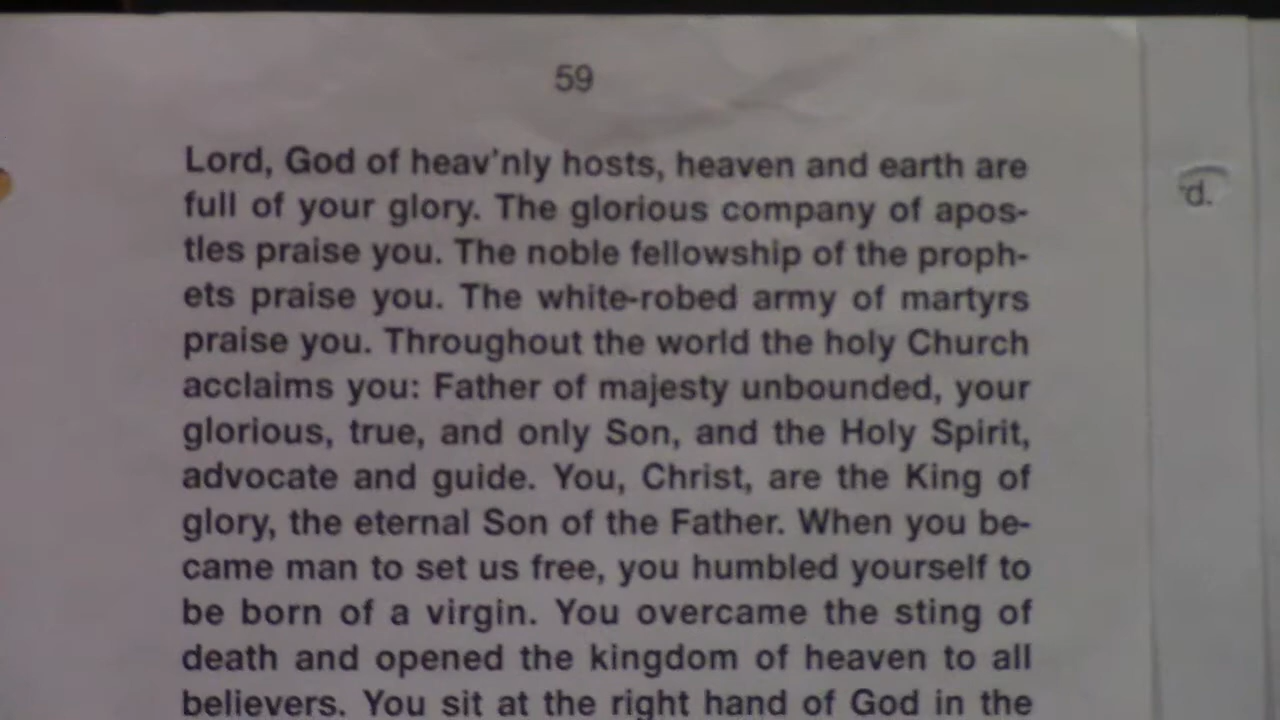 59
Lord, God of heav'nly hosts, heaven and earth are
full of your glory. The glorious company of apos-
tles praise you. The noble fellowship of the proph-
ets praise you. The white-robed army of martyrs
praise you. Throughout the world the holy Church
acclaims you: Father of majesty unbounded, your
glorious, true, and only Son, and the Holy Spirit,
advocate and guide. You, Christ, are the King of
glory, the eternal Son of the Father. When you be-
came man to set us free, you humbled yourself to
be born of a virgin. You overcame the sting of
death and opened the kingdom of heaven to all
believers. You sit at the right hand of God in the
d.